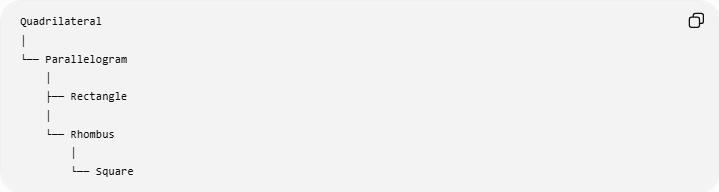 Quadrilateral
│
└── Parallelogram
    │
    ├── Rectangle
    │
    └── Rhombus
        │
        └── Square